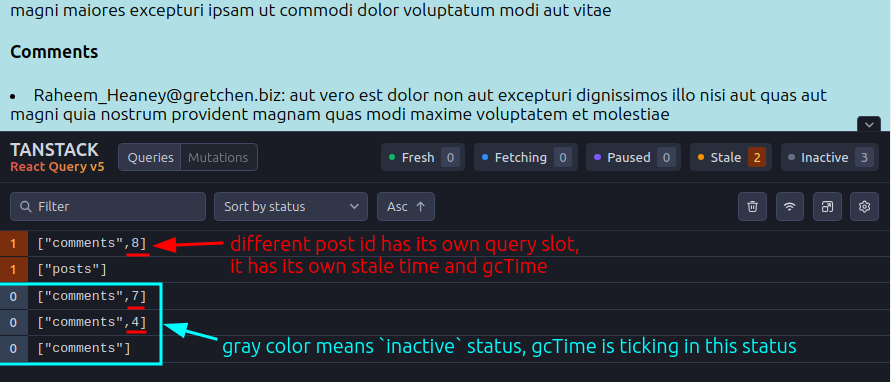 magni maiores excepturi ipsam ut commodi dolor voluptatum modi aut vitae
Comments
• Raheem_Heaney@gretchen.biz: aut vero est dolor non aut excepturi dignissimos illo nisi aut quas aut
magni quia nostrum provident magnam quas modi maxime voluptatem et molestiae
TANSTACK
React Query v5
Queries Mutations
Fresh 0 Fetching 0 Paused 0 Stale 2 Inactive 3
Filter Sort by status Asc ↑
1 ["comments",8]
different post id has its own query slot,
it has its own stale time and gcTime
1 ["posts"]
0 ["comments",7]
0 ["comments",4]
0 ["comments"]
gray color means `inactive` status, gcTime is ticking in this status